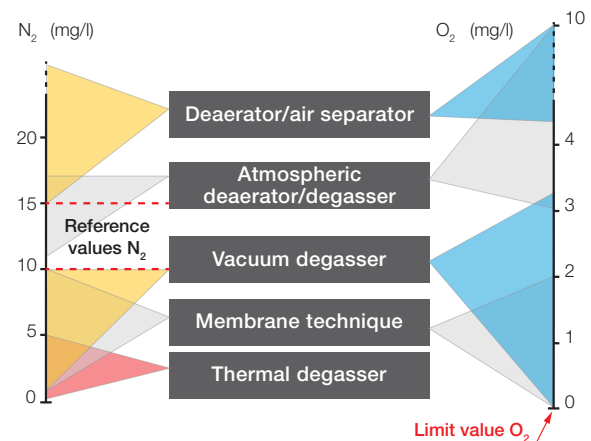 N2 (mg/l)
O2 (mg/l)
10
20
15
10
5
0
Deaerator/air separator
Atmospheric
deaerator/degasser
Reference
values N2
Vacuum degasser
Membrane technique
Thermal degasser
4
3
2
1
0
Limit value O2